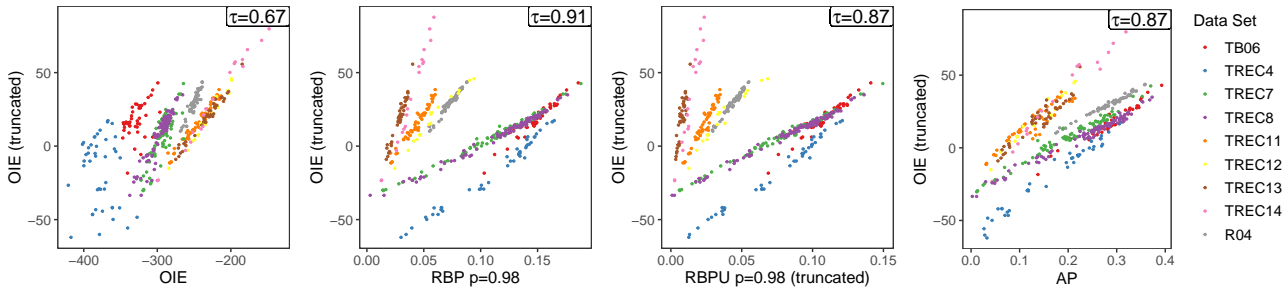 τ=0.67
OIE (truncated)
50
0
−50
−400
−300
−200
OIE
τ=0.91
OIE (truncated)
50
0
−50
0.00
0.05
0.10
0.15
RBP p=0.98
τ=0.87
OIE (truncated)
50
0
−50
0.00
0.05
0.10
0.15
RBPU p=0.98 (truncated)
τ=0.87
OIE (truncated)
50
0
−50
0.0
0.1
0.2
0.3
0.4
AP
Data Set
TB06
TREC4
TREC7
TREC8
TREC11
TREC12
TREC13
TREC14
R04